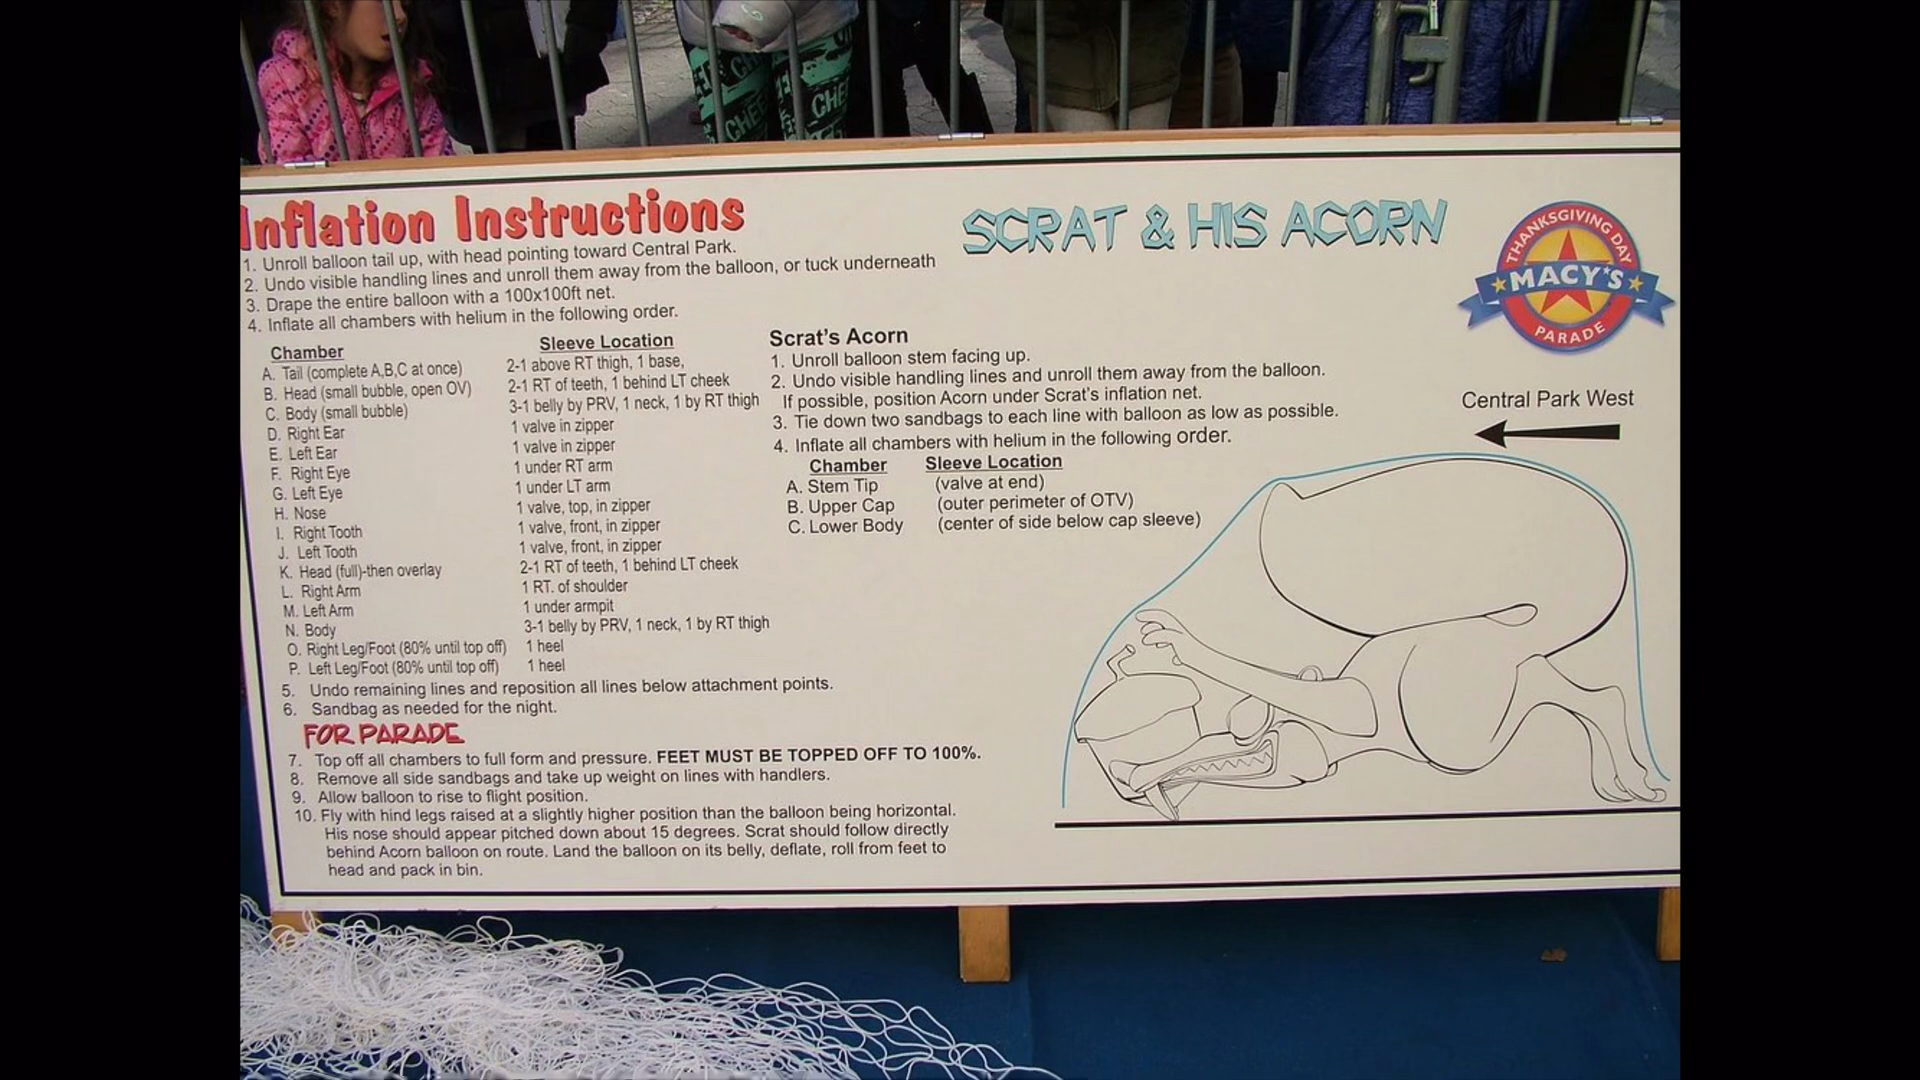 Inflation Instructions
1. Unroll balloon tail up, with head pointing toward Central Park.
2. Undo visible handling lines and unroll them away from the balloon, or tuck underneath
3. Drape the entire balloon with a 100x100ft net.
4. Inflate all chambers with helium in the following order.
Chamber Sleeve Location
A. Tail (complete A,B,C at once) 2-1 above RT thigh, 1 base,
B. Head (small bubble, open OV) 2-1 RT of teeth, 1 behind LT cheek
C. Body (small bubble) 3-1 belly by PRV, 1 neck, 1 by RT thigh
D. Right Ear 1 valve in zipper
E. Left Ear 1 valve in zipper
F. Right Eye 1 under RT arm
G. Left Eye 1 under LT arm
H. Nose 1 valve, top, in zipper
I. Right Tooth 1 valve, front, in zipper
J. Left Tooth 1 valve, front, in zipper
K. Head (full)-then overlay 2-1 RT of teeth, 1 behind LT cheek
L. Right Arm 1 RT. of shoulder
M. Left Arm 1 under armpit
N. Body 3-1 belly by PRV, 1 neck, 1 by RT thigh
O. Right Leg/Foot (80% until top off) 1 heel
P. Left Leg/Foot (80% until top off) 1 heel
5. Undo remaining lines and reposition all lines below attachment points.
6. Sandbag as needed for the night.
FOR PARADE
7. Top off all chambers to full form and pressure. FEET MUST BE TOPPED OFF TO 100%.
8. Remove all side sandbags and take up weight on lines with handlers.
9. Allow balloon to rise to flight position.
10. Fly with hind legs raised at a slightly higher position than the balloon being horizontal.
His nose should appear pitched down about 15 degrees. Scrat should follow directly
behind Acorn balloon on route. Land the balloon on its belly, deflate, roll from feet to
head and pack in bin.
SCRAT & HIS ACORN
Scrat's Acorn
1. Unroll balloon stem facing up.
2. Undo visible handling lines and unroll them away from the balloon.
If possible, position Acorn under Scrat's inflation net.
3. Tie down two sandbags to each line with balloon as low as possible.
4. Inflate all chambers with helium in the following order.
Chamber Sleeve Location
A. Stem Tip (valve at end)
B. Upper Cap (outer perimeter of OTV)
C. Lower Body (center of side below cap sleeve)
THANKSGIVING DAY
MACY'S
PARADE
Central Park West